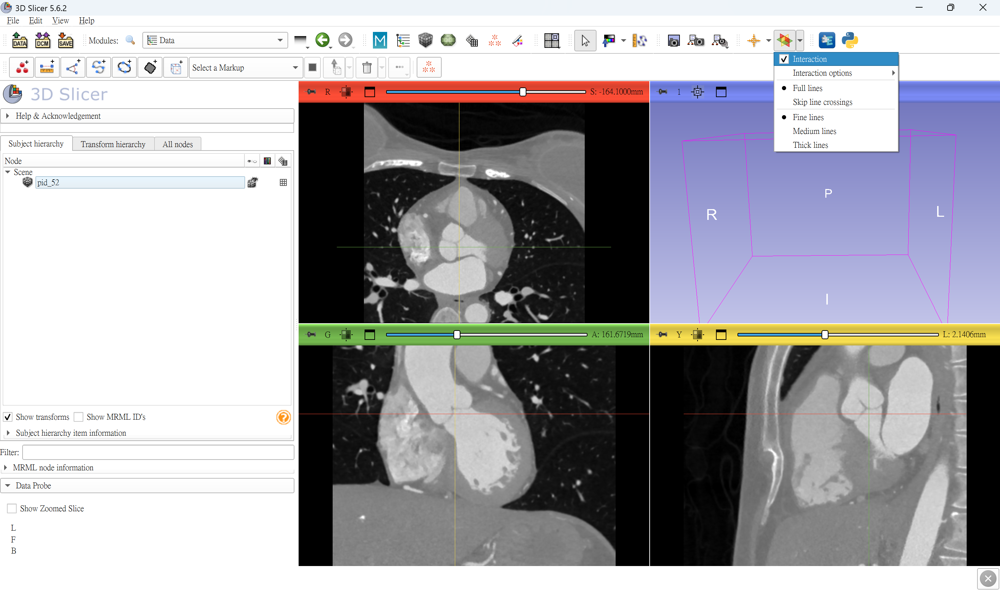 3D Slicer 5.6.2
File Edit View Help
DATA DCM SAVE Modules: Data M
Select a Markup
Interaction
Interaction options
Full lines
Skip line crossings
Fine lines
Medium lines
Thick lines
3D Slicer
Help & Acknowledgement
Subject hierarchy Transform hierarchy All nodes
Node
Scene
pid_52
Show transforms Show MRML ID's ?
Subject hierarchy item information
Filter:
MRML node information
Data Probe
Show Zoomed Slice
L
F
B
R S: -164.1000mm
1
P
R L
I
G A: 161.6719mm
Y L: 2.1406mm